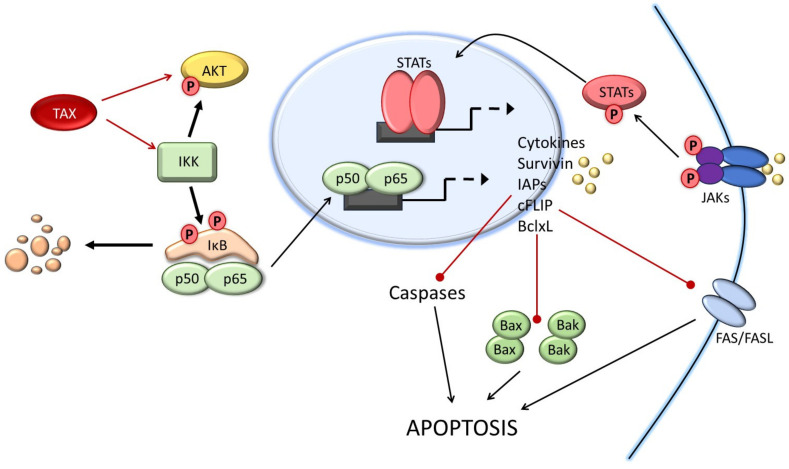 STATs
AKT
P
TAX
STATs
P
IKK
Cytokines
Survivin
IAPs
cFLIP
BclxL
P
P
JAKs
p50 p65
P P
IκB
p50 p65
Caspases
Bax Bak
Bax Bak
FAS/FASL
APOPTOSIS